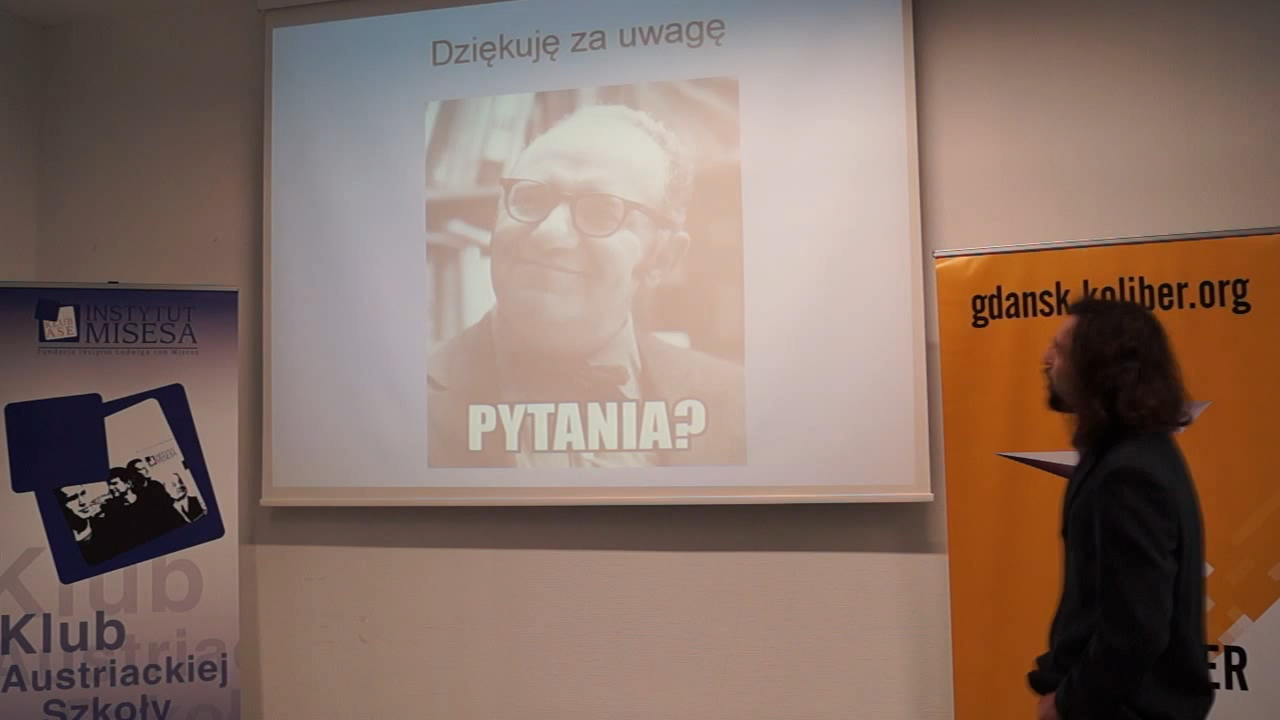 Dziękuję za uwagę
PYTANIA?
INSTYTUT
MISESA
KLUB
ASE
Fundacja Instytut Ludwiga von Misesa
Klub
Austriackiej
Szkoły
gdansk.koliber.org
ER